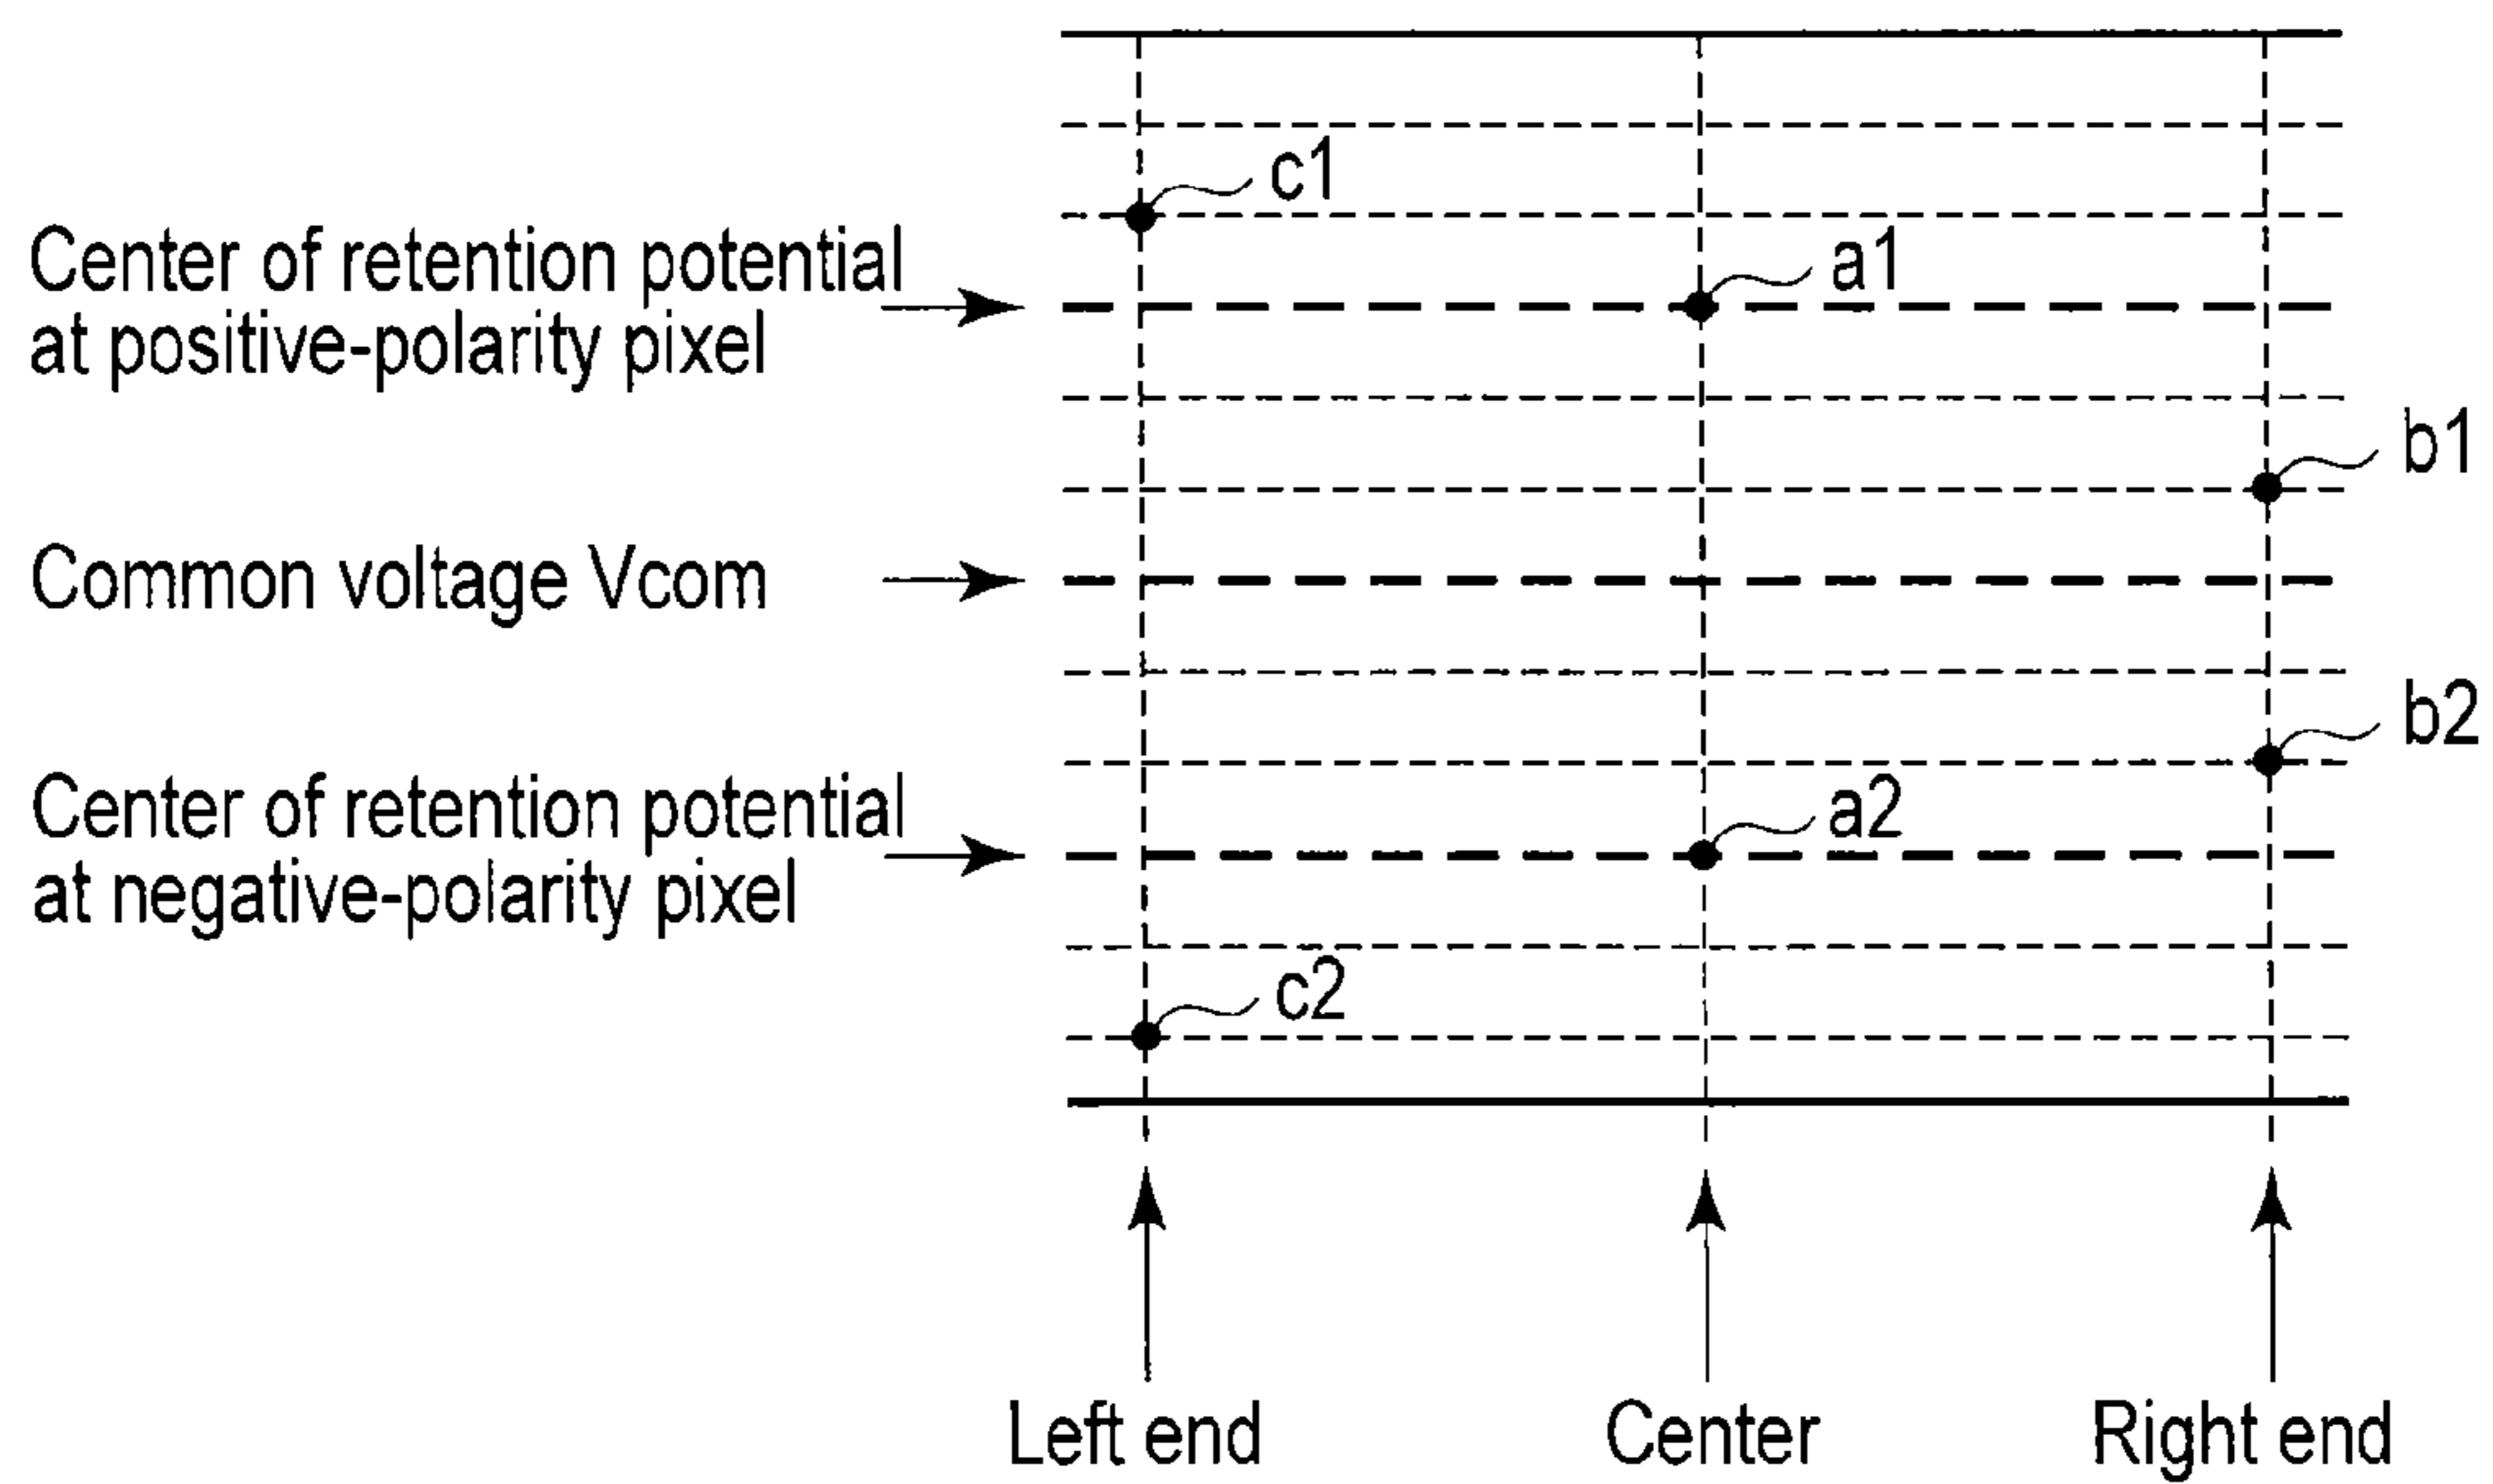 c1
Center of retention potential
at positive-polarity pixel
a1
b1
Common voltage Vcom
b2
Center of retention potential
at negative-polarity pixel
a2
c2
Left end
Center
Right end